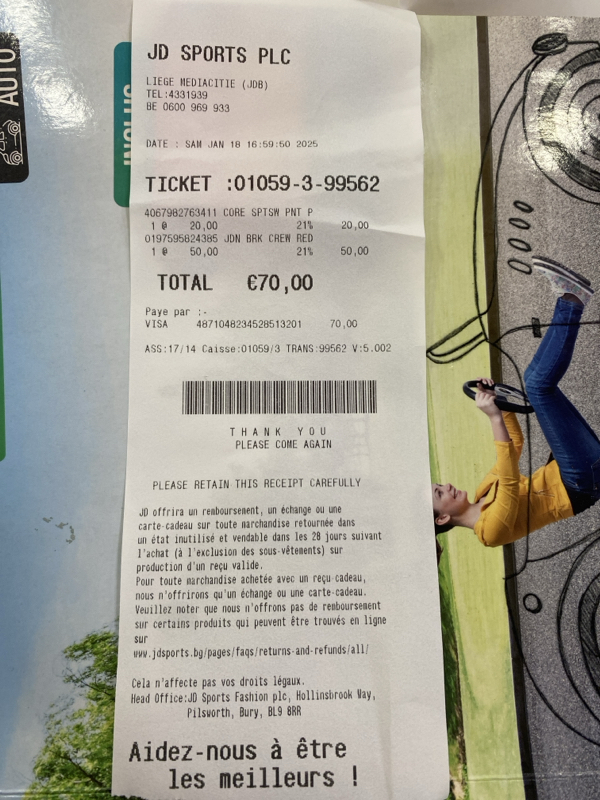 AUTO
JD SPORTS PLC
LIEGE MEDIACITIE (JDB)
TEL:4331939
BE 0600 969 933
DATE : SAM JAN 18 16:59:50 2025
TICKET :01059-3-99562
4067982763411 CORE SPTSW PNT P
1 @ 20,00 21% 20,00
0197595824385 JDN BRK CREW RED
1 @ 50,00 21% 50,00
TOTAL €70,00
Paye par :-
VISA 4871048234528513201 70,00
ASS:17/14 Caisse:01059/3 TRANS:99562 V:5.002
THANK YOU
PLEASE COME AGAIN
PLEASE RETAIN THIS RECEIPT CAREFULLY
JD offrira un remboursement, un échange ou une
carte-cadeau sur toute marchandise retournée dans
un état inutilisé et vendable dans les 28 jours suivant
l'achat (à l'exclusion des sous-vêtements) sur
production d'un reçu valide.
Pour toute marchandise achetée avec un reçu-cadeau,
nous n'offrirons qu'un échange ou une carte-cadeau.
Veuillez noter que nous n'offrons pas de remboursement
sur certains produits qui peuvent être trouvés en ligne
sur
www.jdsports.bg/pages/faqs/returns-and-refunds/all/
Cela n'affecte pas vos droits légaux.
Head Office:JD Sports Fashion plc, Hollinsbrook Way,
Pilsworth, Bury, BL9 8RR
Aidez-nous à être
les meilleurs !